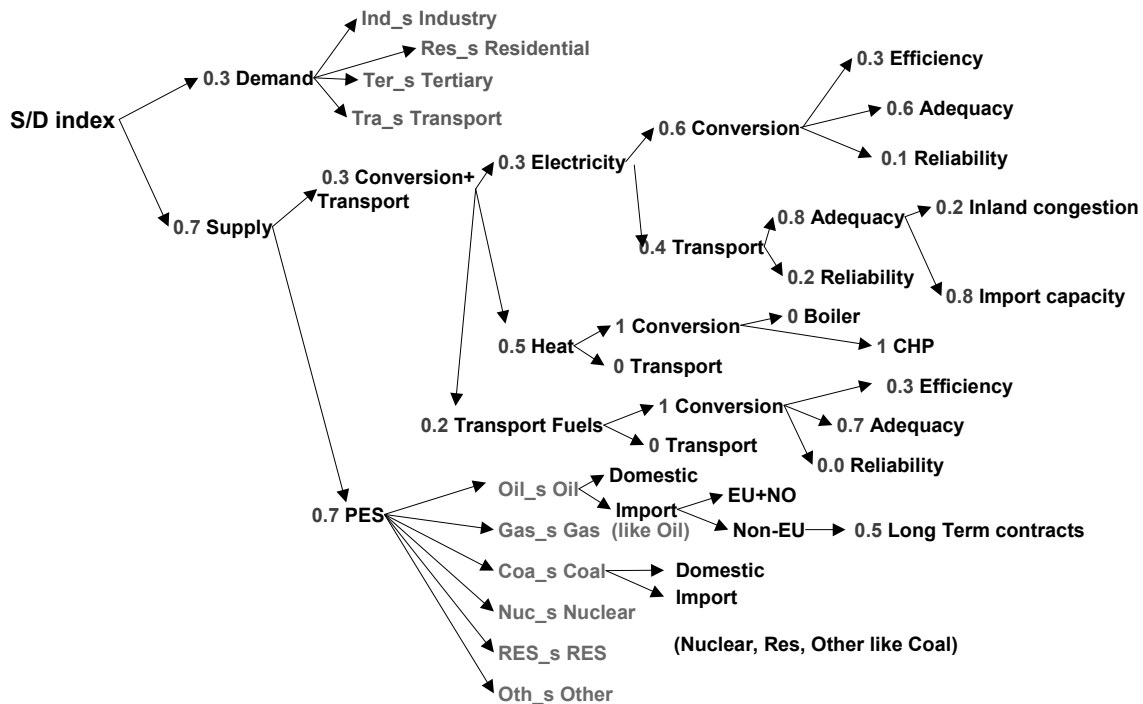 Ind_s Industry
Res_s Residential
0.3 Demand
Ter_s Tertiary
Tra_s Transport
S/D index
0.3 Efficiency
0.6 Adequacy
0.6 Conversion
0.1 Reliability
0.3 Electricity
0.3 Conversion+
Transport
0.7 Supply
0.8 Adequacy
0.2 Inland congestion
0.4 Transport
0.2 Reliability
0.8 Import capacity
0 Boiler
1 Conversion
0.5 Heat
1 CHP
0 Transport
0.3 Efficiency
1 Conversion
0.2 Transport Fuels
0.7 Adequacy
0 Transport
0.0 Reliability
Domestic
Oil_s Oil
EU+NO
Import
0.7 PES
Gas_s Gas (like Oil)
Non-EU
0.5 Long Term contracts
Coa_s Coal
Domestic
Import
Nuc_s Nuclear
(Nuclear, Res, Other like Coal)
RES_s RES
Oth_s Other